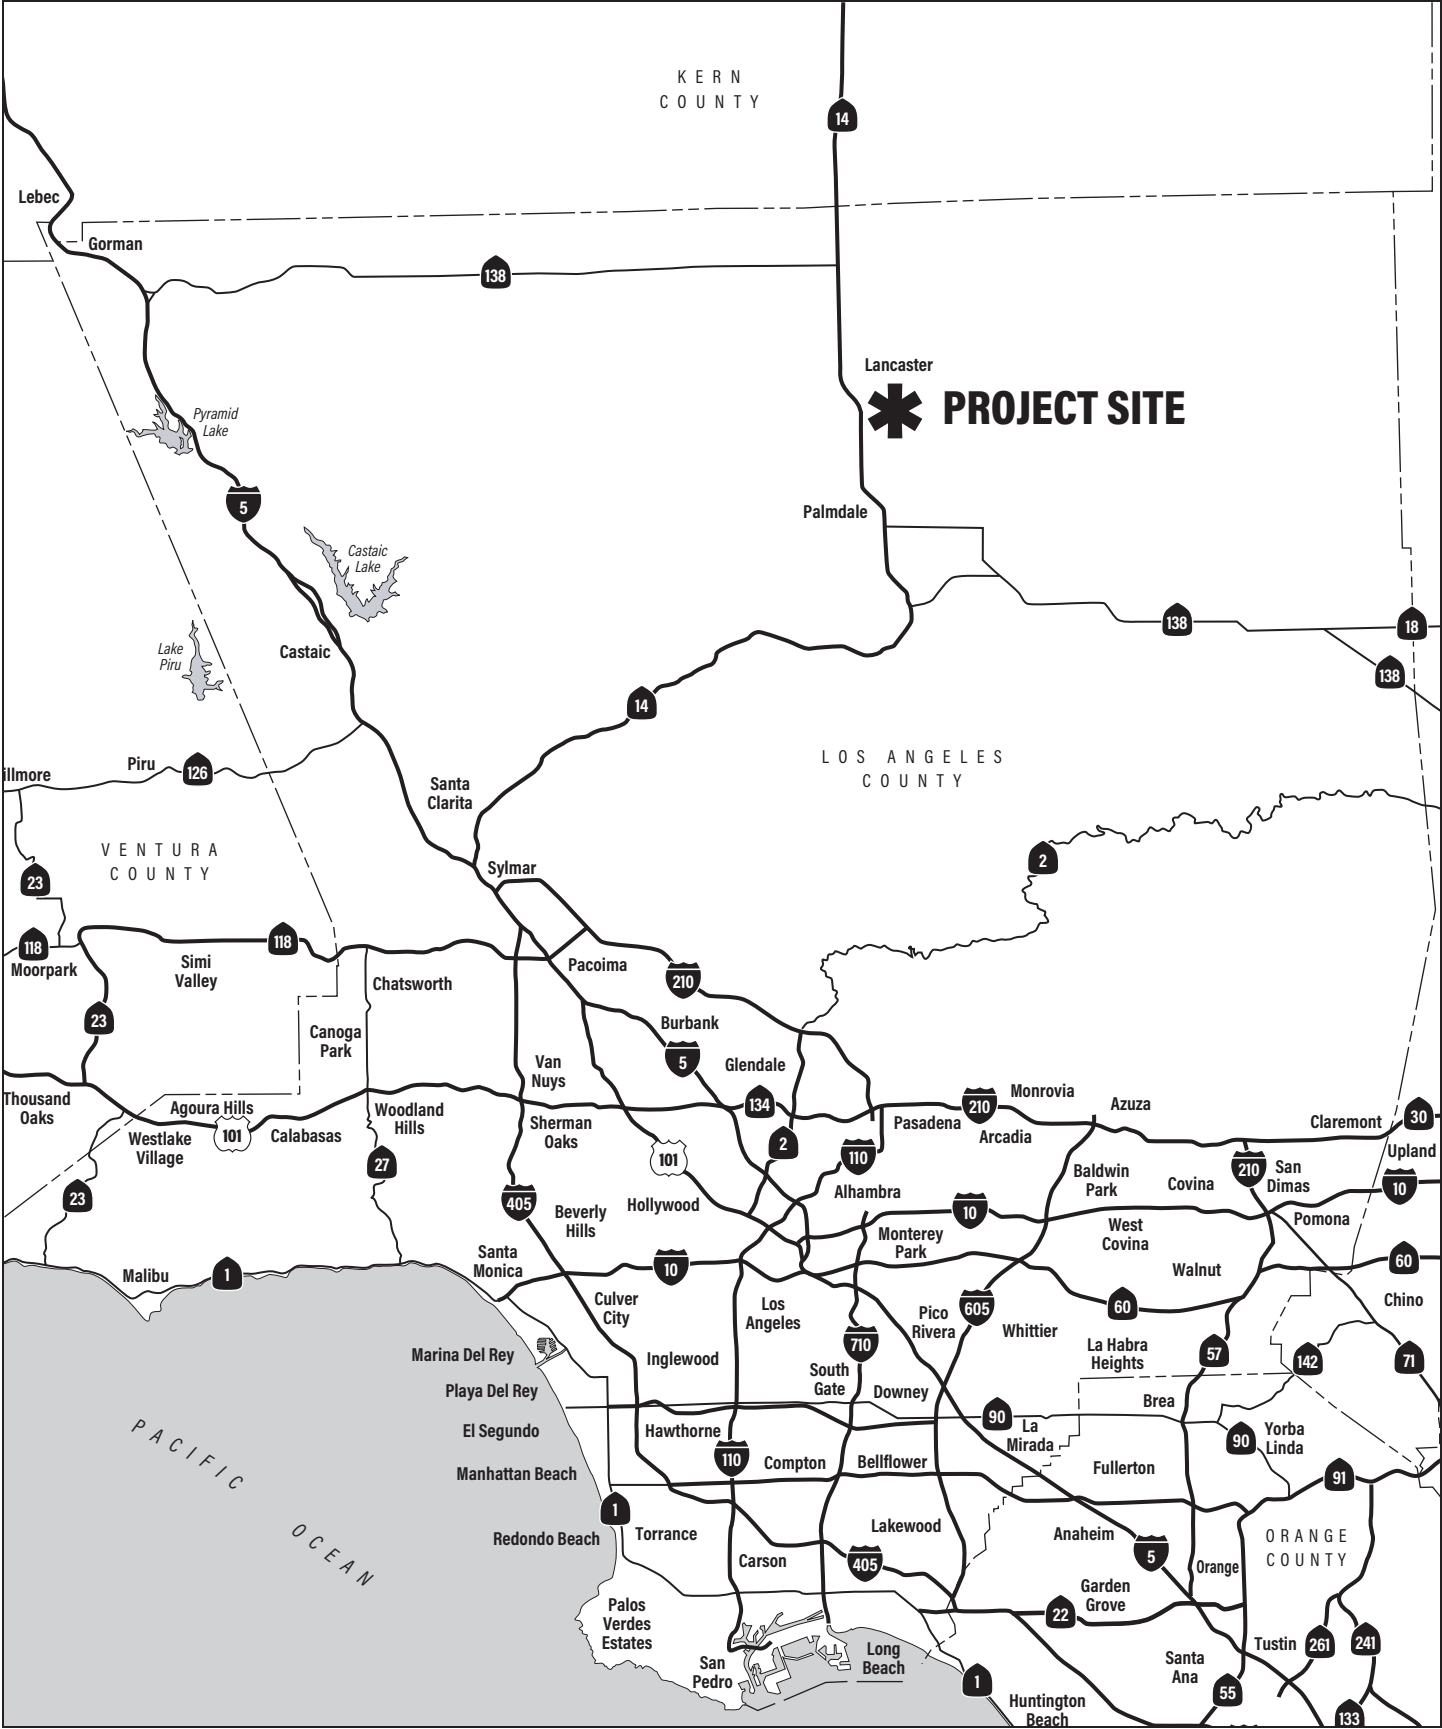 KERN
COUNTY
14
Lebec
Gorman
138
Lancaster
PROJECT SITE
Pyramid
Lake
5
Palmdale
Castaic
Lake
138
18
Lake
Piru
Castaic
138
14
LOS ANGELES
COUNTY
Piru
126
illmore
Santa
Clarita
VENTURA
COUNTY
2
Sylmar
23
118
118
Moorpark
Simi
Valley
Pacoima
Chatsworth
210
23
Canoga
Park
Burbank
5
Van
Nuys
Glendale
Thousand
Oaks
Agoura Hills
101
Woodland
Hills
134
210
Monrovia
Azuza
30
Claremont
Westlake
Village
Calabasas
Sherman
Oaks
2
Pasadena
Arcadia
110
Upland
27
101
210
San
Dimas
Baldwin
Park
Covina
10
23
405
Hollywood
Alhambra
10
Beverly
Hills
Pomona
Monterey
Park
West
Covina
Santa
Monica
60
Malibu
1
10
Walnut
Culver
City
Los
Angeles
Pico
Rivera
605
Whittier
60
Chino
Marina Del Rey
Inglewood
710
La Habra
Heights
57
142
71
South
Gate
Playa Del Rey
Downey
Brea
90
El Segundo
Hawthorne
La
Mirada
90
Yorba
Linda
PACIFIC
OCEAN
Manhattan Beach
110
Compton
Bellflower
Fullerton
91
1
Redondo Beach
Torrance
Lakewood
Anaheim
ORANGE
COUNTY
Carson
405
5
Orange
Palos
Verdes
Estates
22
Garden
Grove
Long
Beach
Tustin
261
241
San
Pedro
Santa
Ana
1
55
Huntington
Beach
133